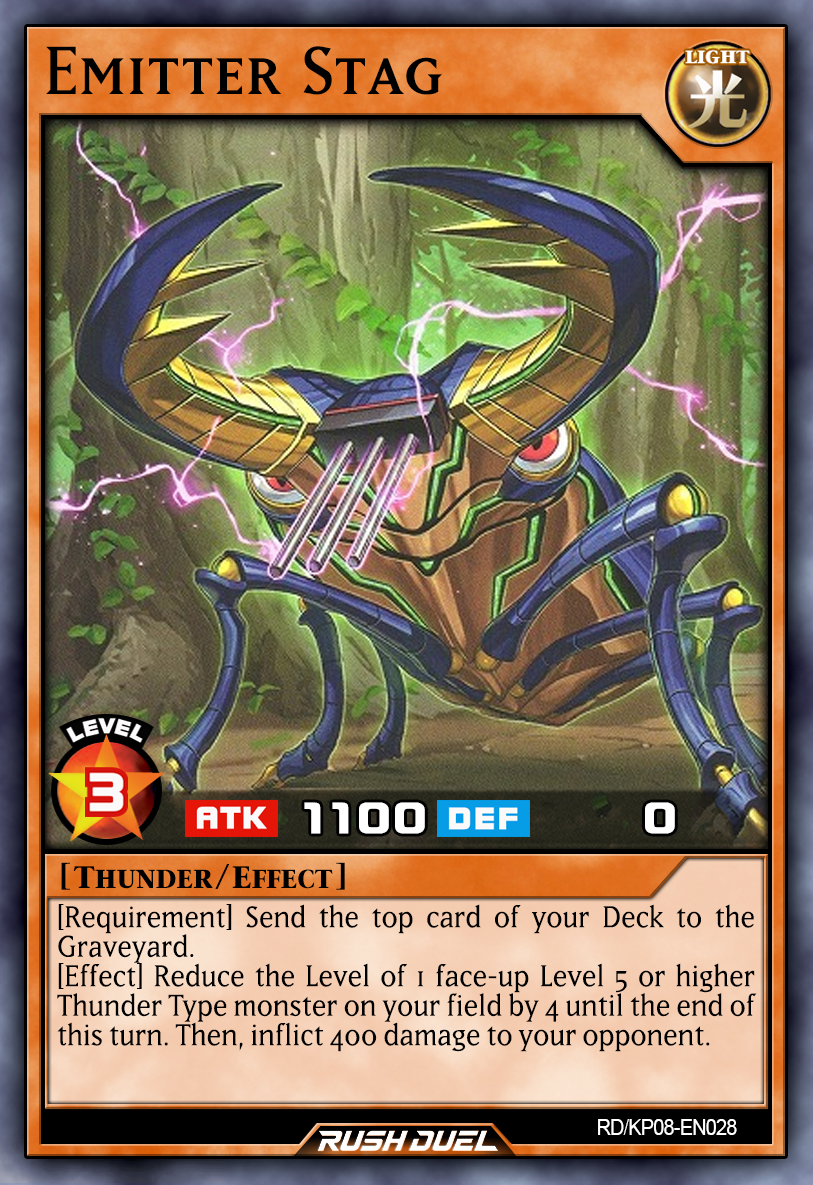 Emitter Stag
LIGHT
光
LEVEL
3
ATK 1100 DEF 0
[Thunder/Effect]
[Requirement] Send the top card of your Deck to the
Graveyard.
[Effect] Reduce the Level of 1 face-up Level 5 or higher
Thunder Type monster on your field by 4 until the end of
this turn. Then, inflict 400 damage to your opponent.
RD/KP08-EN028
RUSH DUEL